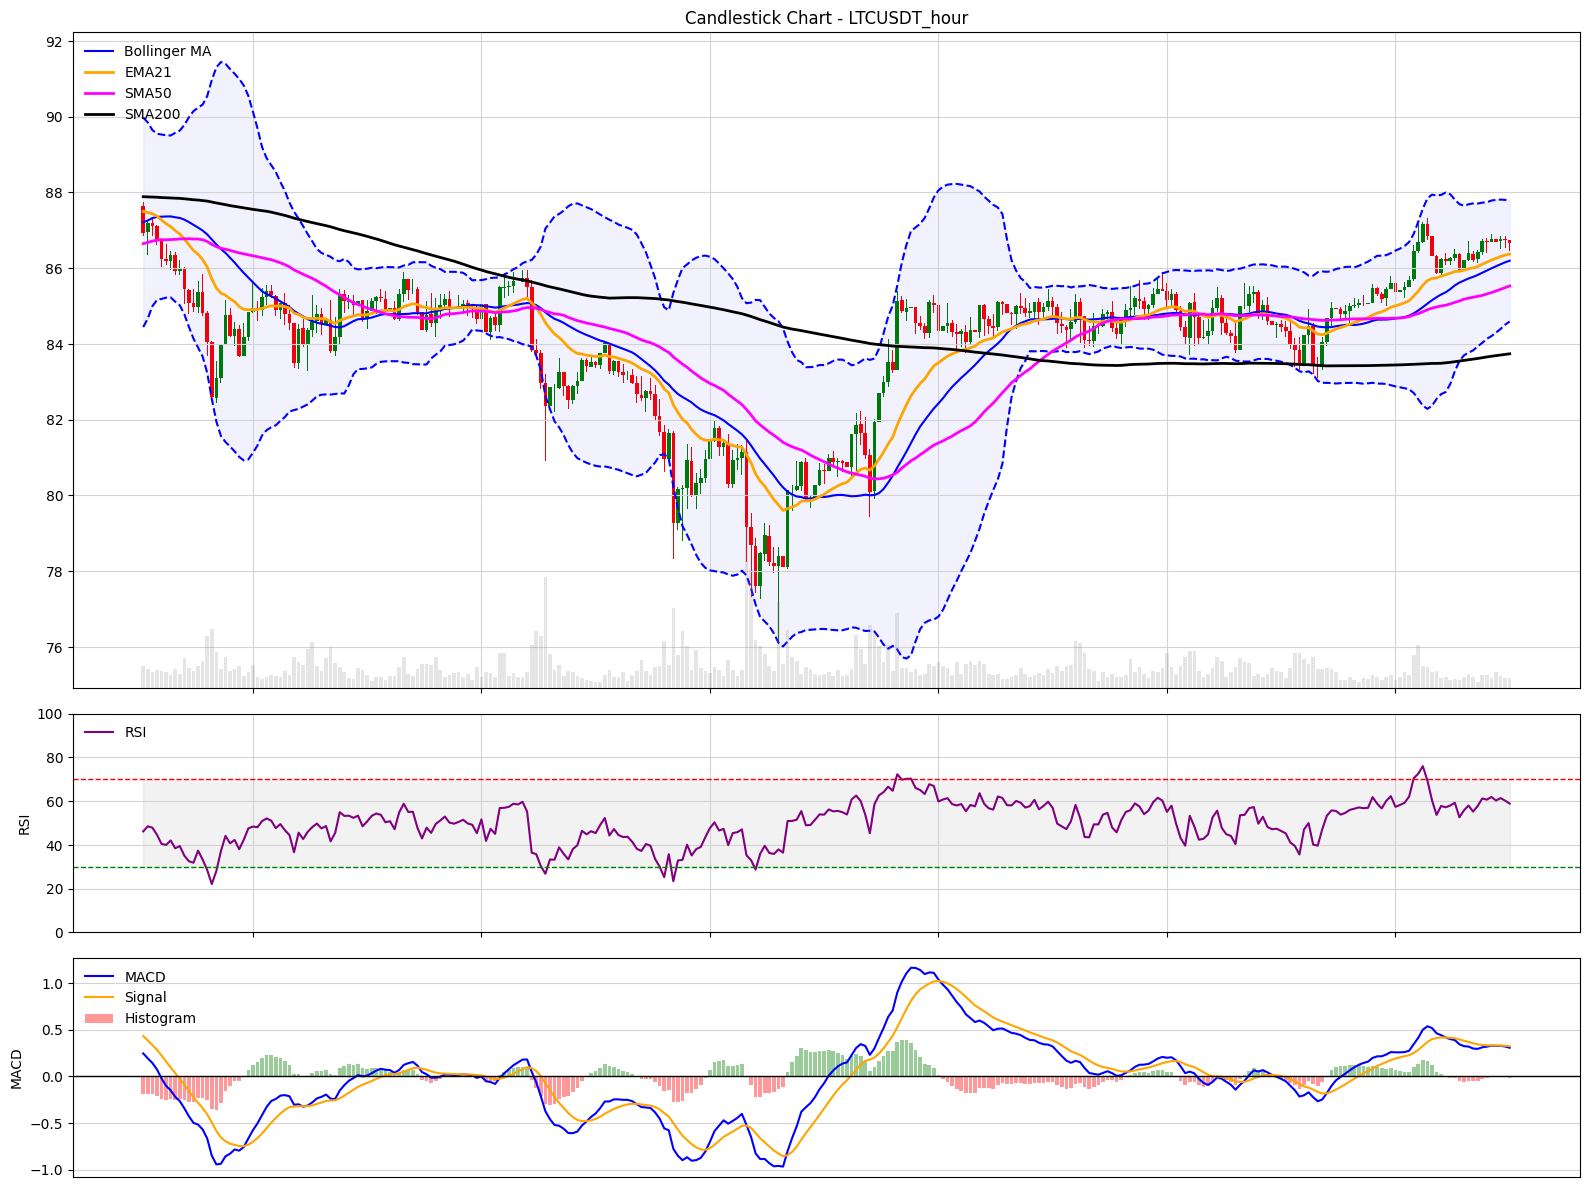 Candlestick Chart - LTCUSDT_hour
92
90
88
86
84
82
80
78
76
Bollinger MA
EMA21
SMA50
SMA200
100
80
60
40
20
0
RSI
RSI
1.0
0.5
0.0
−0.5
−1.0
MACD
MACD
Signal
Histogram